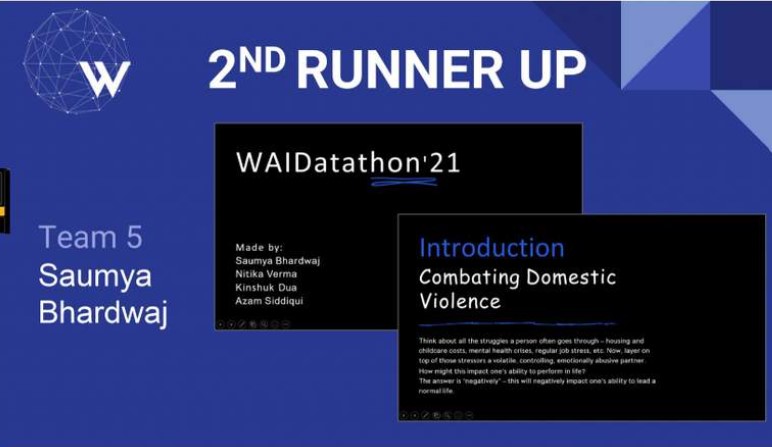 W
2ND RUNNER UP
WAIDatathon'21
Made by:
Saumya Bhardwaj
Nitika Verma
Kinshuk Dua
Azam Siddiqui
Team 5
Saumya
Bhardwaj
Introduction
Combating Domestic
Violence
Think about all the struggles a person often goes through – housing and
childcare costs, mental health crises, regular job stress, etc. Now, layer on
top of those stressors a volatile, controlling, emotionally abusive partner.
How might this impact one's ability to perform in life?
The answer is "negatively" – this will negatively impact one's ability to lead a
normal life.